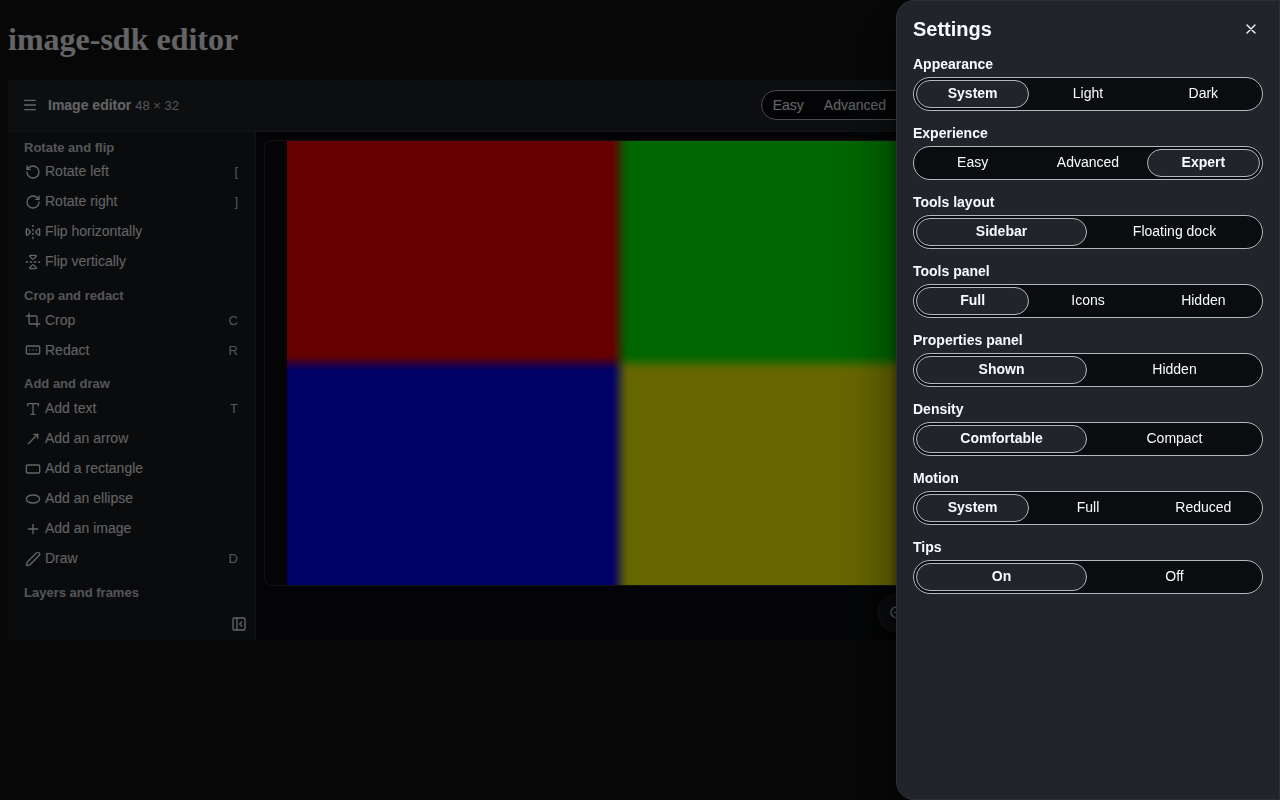 image-sdk editor
Image editor 48 × 32
Easy Advanced
Rotate and flip
Rotate left [
Rotate right ]
Flip horizontally
Flip vertically
Crop and redact
Crop C
Redact R
Add and draw
Add text T
Add an arrow
Add a rectangle
Add an ellipse
Add an image
Draw D
Layers and frames
Settings
Appearance
System Light Dark
Experience
Easy Advanced Expert
Tools layout
Sidebar Floating dock
Tools panel
Full Icons Hidden
Properties panel
Shown Hidden
Density
Comfortable Compact
Motion
System Full Reduced
Tips
On Off